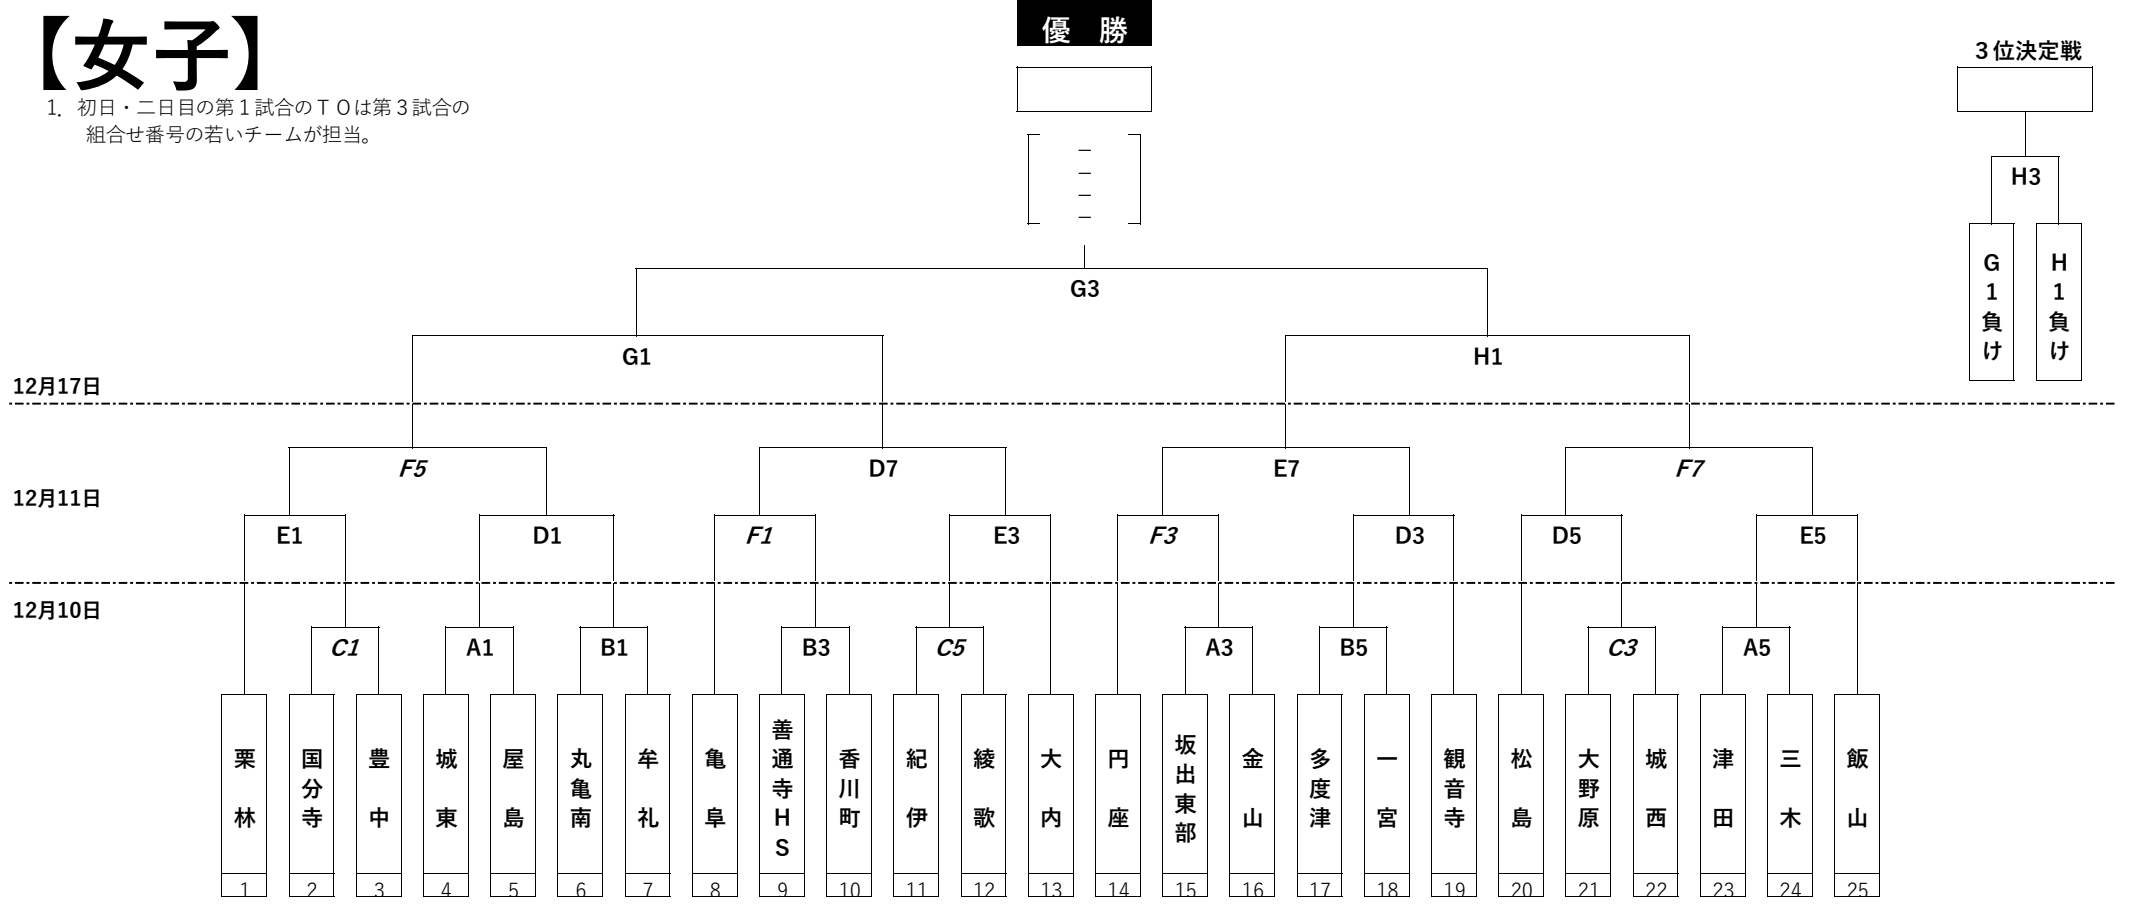 【女子】
優　勝
３位決定戦
1. 初日・二日目の第１試合のＴＯは第３試合の
組合せ番号の若いチームが担当。
–
–
–
–
H3
G1負け
H1負け
G3
G1
H1
12月17日
F5
D7
E7
F7
12月11日
E1
D1
F1
E3
F3
D3
D5
E5
12月10日
C1
A1
B1
B3
C5
A3
B5
C3
A5
栗林
国分寺
豊中
城東
屋島
丸亀南
牟礼
亀阜
善通寺HS
香川町
紀伊
綾歌
大内
円座
坂出東部
金山
多度津
一宮
観音寺
松島
大野原
城西
津田
三木
飯山
1
2
3
4
5
6
7
8
9
10
11
12
13
14
15
16
17
18
19
20
21
22
23
24
25